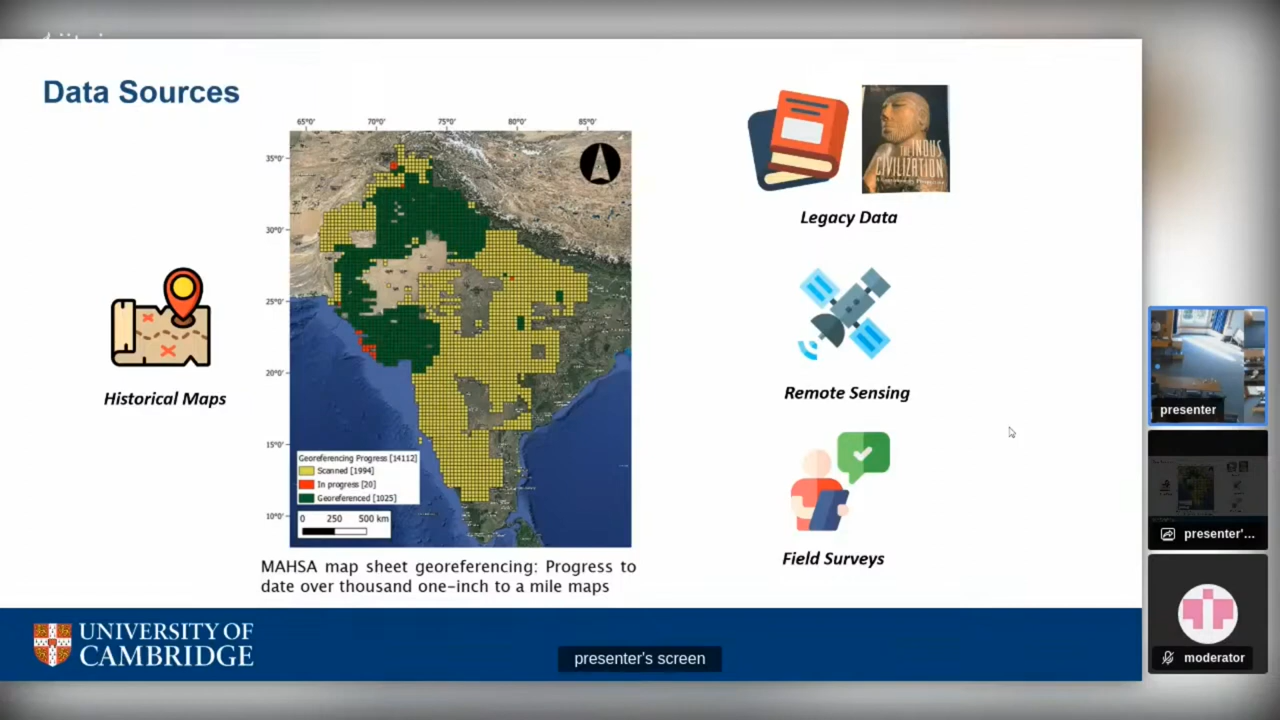 Data Sources
65°0'
70°0'
75°0'
80°0'
85°0'
35°0'
30°0'
25°0'
20°0'
15°0'
10°0'
Georeferencing Progress [14112]
Scanned [1994]
In progress [20]
Georeferenced [1025]
0 250 500 km
MAHSA map sheet georeferencing: Progress to
date over thousand one-inch to a mile maps
Historical Maps
THE INDUS
CIVILIZATION
Legacy Data
Remote Sensing
Field Surveys
UNIVERSITY OF
CAMBRIDGE
presenter's screen
presenter
presenter'...
moderator